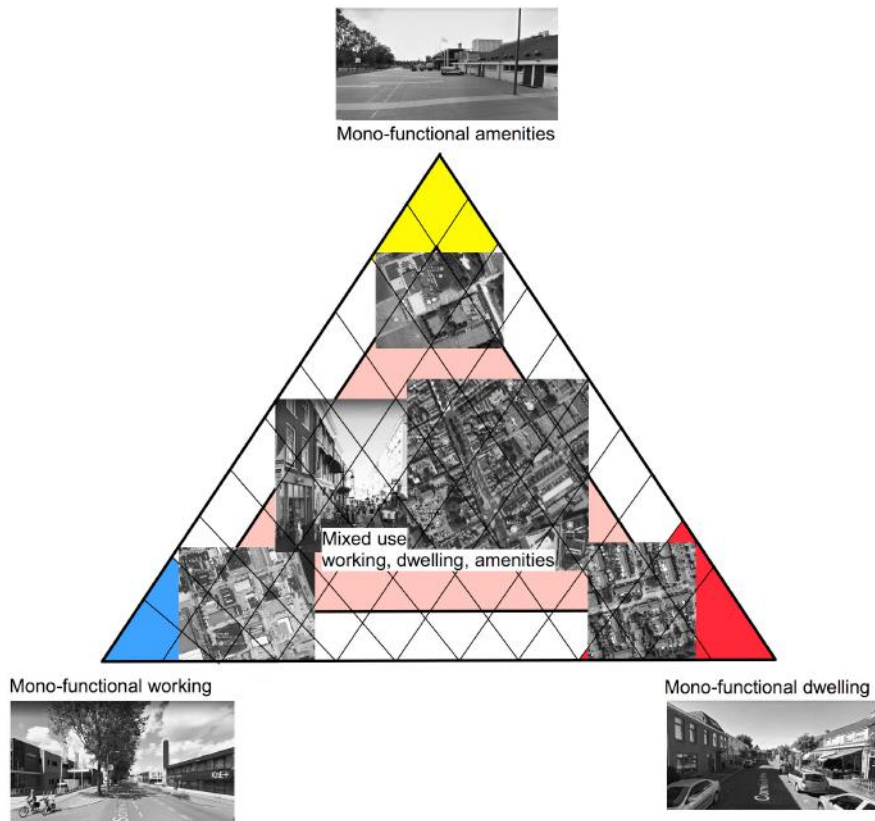 Mono-functional amenities
Mixed use
working, dwelling, amenities
Mono-functional working
Mono-functional dwelling